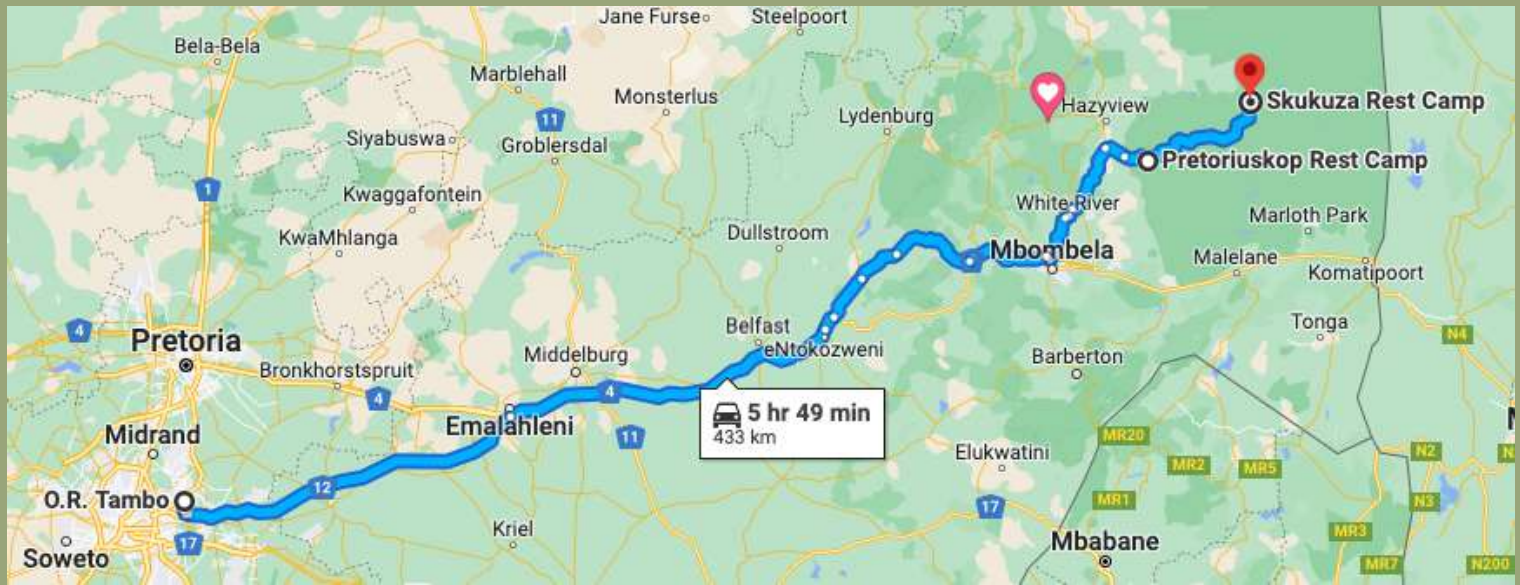 Jane Furse
Steelpoort
Bela-Bela
Marblehall
Monsterlus
Lydenburg
Hazyview
Skukuza Rest Camp
11
Siyabuswa
Groblersdal
Pretoriuskop Rest Camp
1
Kwaggafontein
White River
Marloth Park
KwaMhlanga
Dullstroom
Mbombela
Malelane
Komatipoort
4
Pretoria
Belfast
Tonga
N4
eNtokozweni
Bronkhorstspruit
Middelburg
Barberton
4
4
5 hr 49 min
433 km
Emalahleni
Midrand
11
MR20
Elukwatini
MR2
MR5
N2
12
O.R. Tambo
17
MR1
N3
Kriel
17
Soweto
Mbabane
MR3
MR7
N200